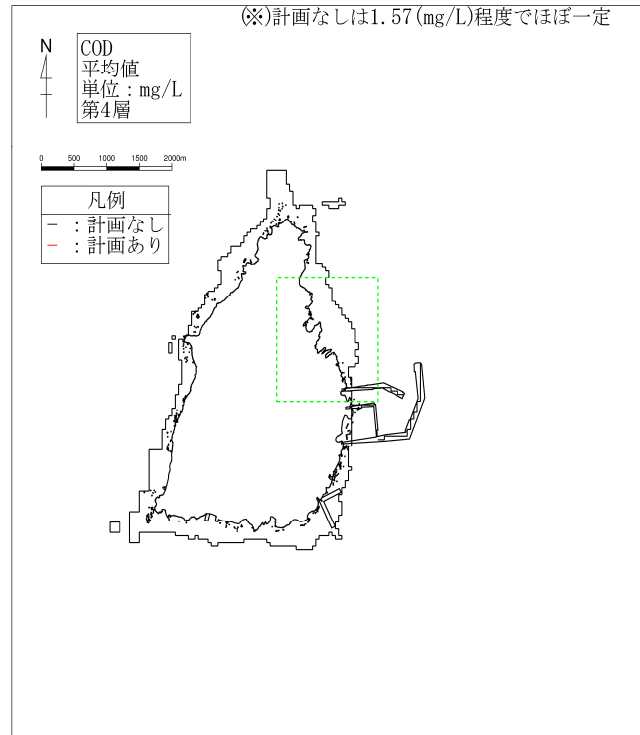 (※)計画なしは1.57(mg/L)程度でほぼ一定
N
COD
平均値
単位：mg/L
第4層
0 500 1000 1500 2000m
凡例
－：計画なし
－：計画あり